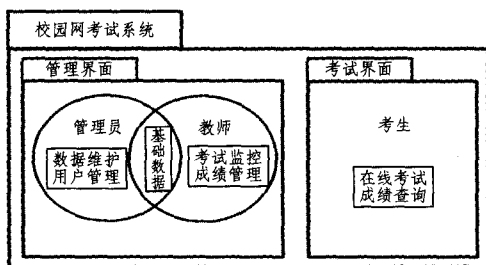 校园网考试系统
管理界面
考试界面
管理员
教师
考生
基础数据
数据维护
用户管理
考试监控
成绩管理
在线考试
成绩查询